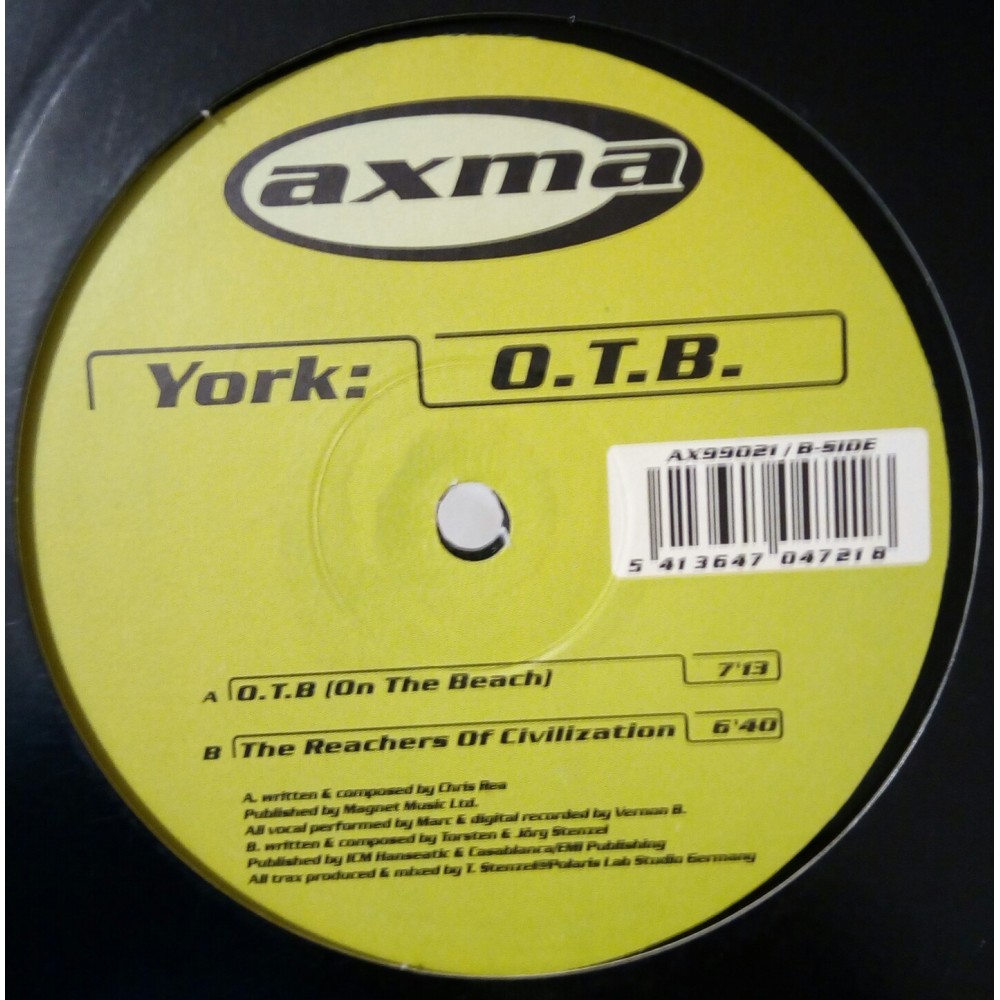 axma
York:
O.T.B.
AX99021 / B-SIDE
5 413647 047218
A O.T.B (On The Beach) 7'13
B The Reachers Of Civilization 6'40
A. written & composed by Chris Rea
Published by Magnet Music Ltd.
All vocal performed by Marc & digital recorded by Vernon B.
B. written & composed by Torsten & Jörg Stenzel
Published by ICM Hanseatic & Casablanca/EMI Publishing
All trax produced & mixed by T. Stenzel@Polaris Lab Studio Germany